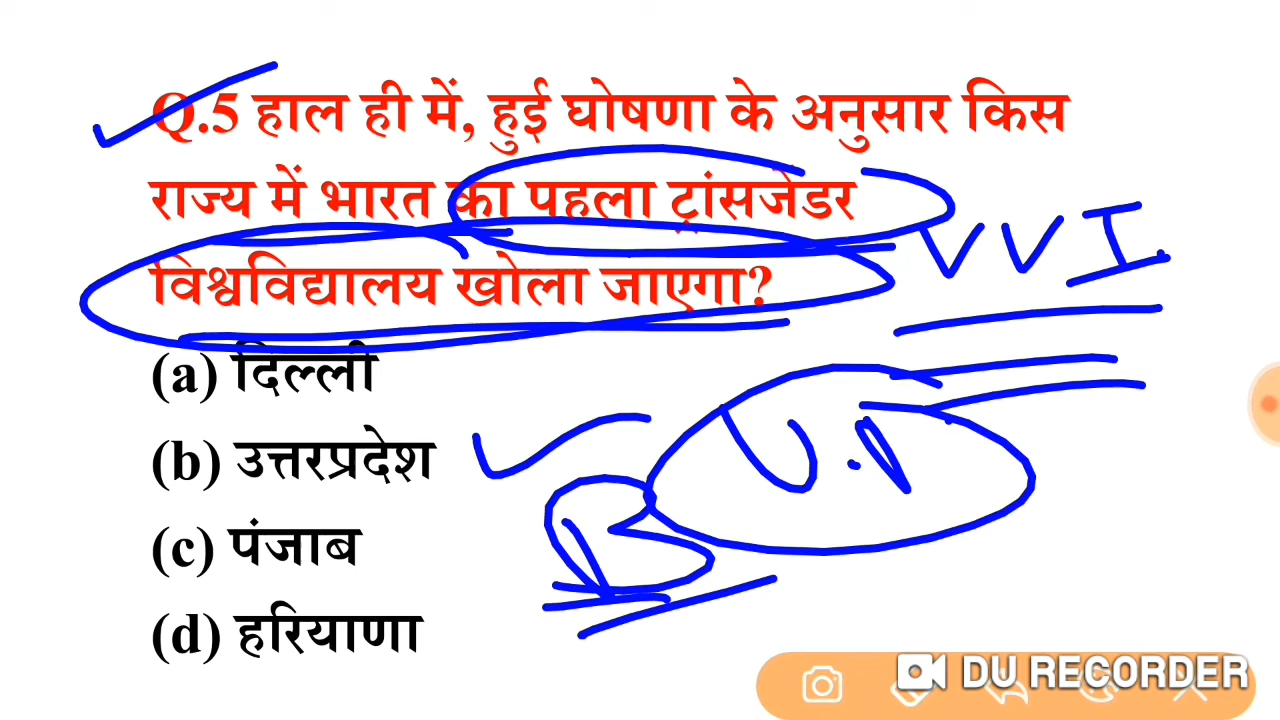 Q.5 हाल ही में, हुई घोषणा के अनुसार किस
राज्य में भारत का पहला ट्रांसजेडर
विश्वविद्यालय खोला जाएगा?
VVI.
(a) दिल्ली
(b) उत्तरप्रदेश
U.P
(c) पंजाब
B
(d) हरियाणा
DU RECORDER